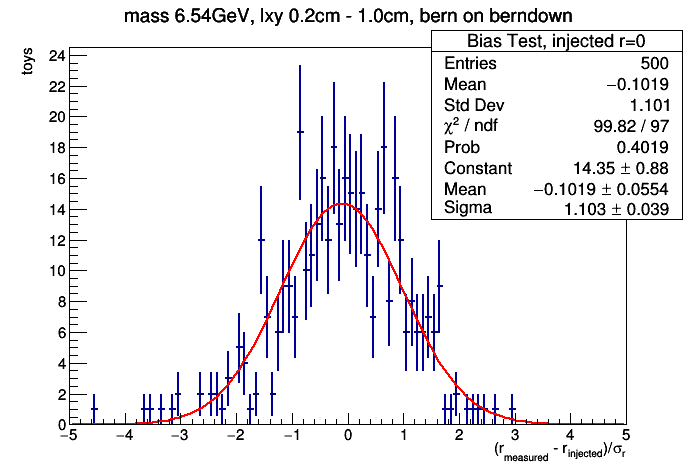 mass 6.54GeV, lxy 0.2cm - 1.0cm, bern on berndown
Bias Test, injected r=0
Entries 500
Mean −0.1019
Std Dev 1.101
χ² / ndf 99.82 / 97
Prob 0.4019
Constant 14.35 ± 0.88
Mean −0.1019 ± 0.0554
Sigma 1.103 ± 0.039
toys
24
22
20
18
16
14
12
10
8
6
4
2
0
−5 −4 −3 −2 −1 0 1 2 3 4 5
(r_measured - r_injected)/σ_r